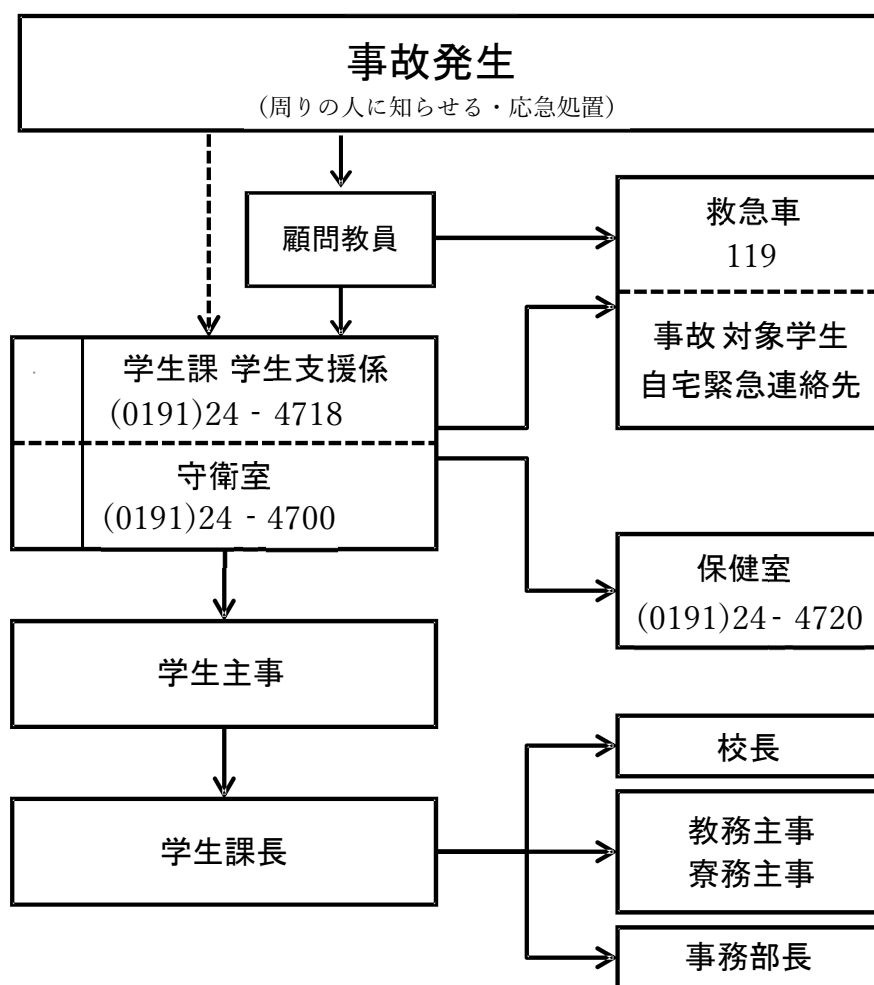 事故発生
(周りの人に知らせる・応急処置)
顧問教員
救急車
119
事故 対象学生
自宅緊急連絡先
学生課 学生支援係
(0191)24 - 4718
守衛室
(0191)24 - 4700
保健室
(0191)24 - 4720
学生主事
学生課長
校長
教務主事
寮務主事
事務部長